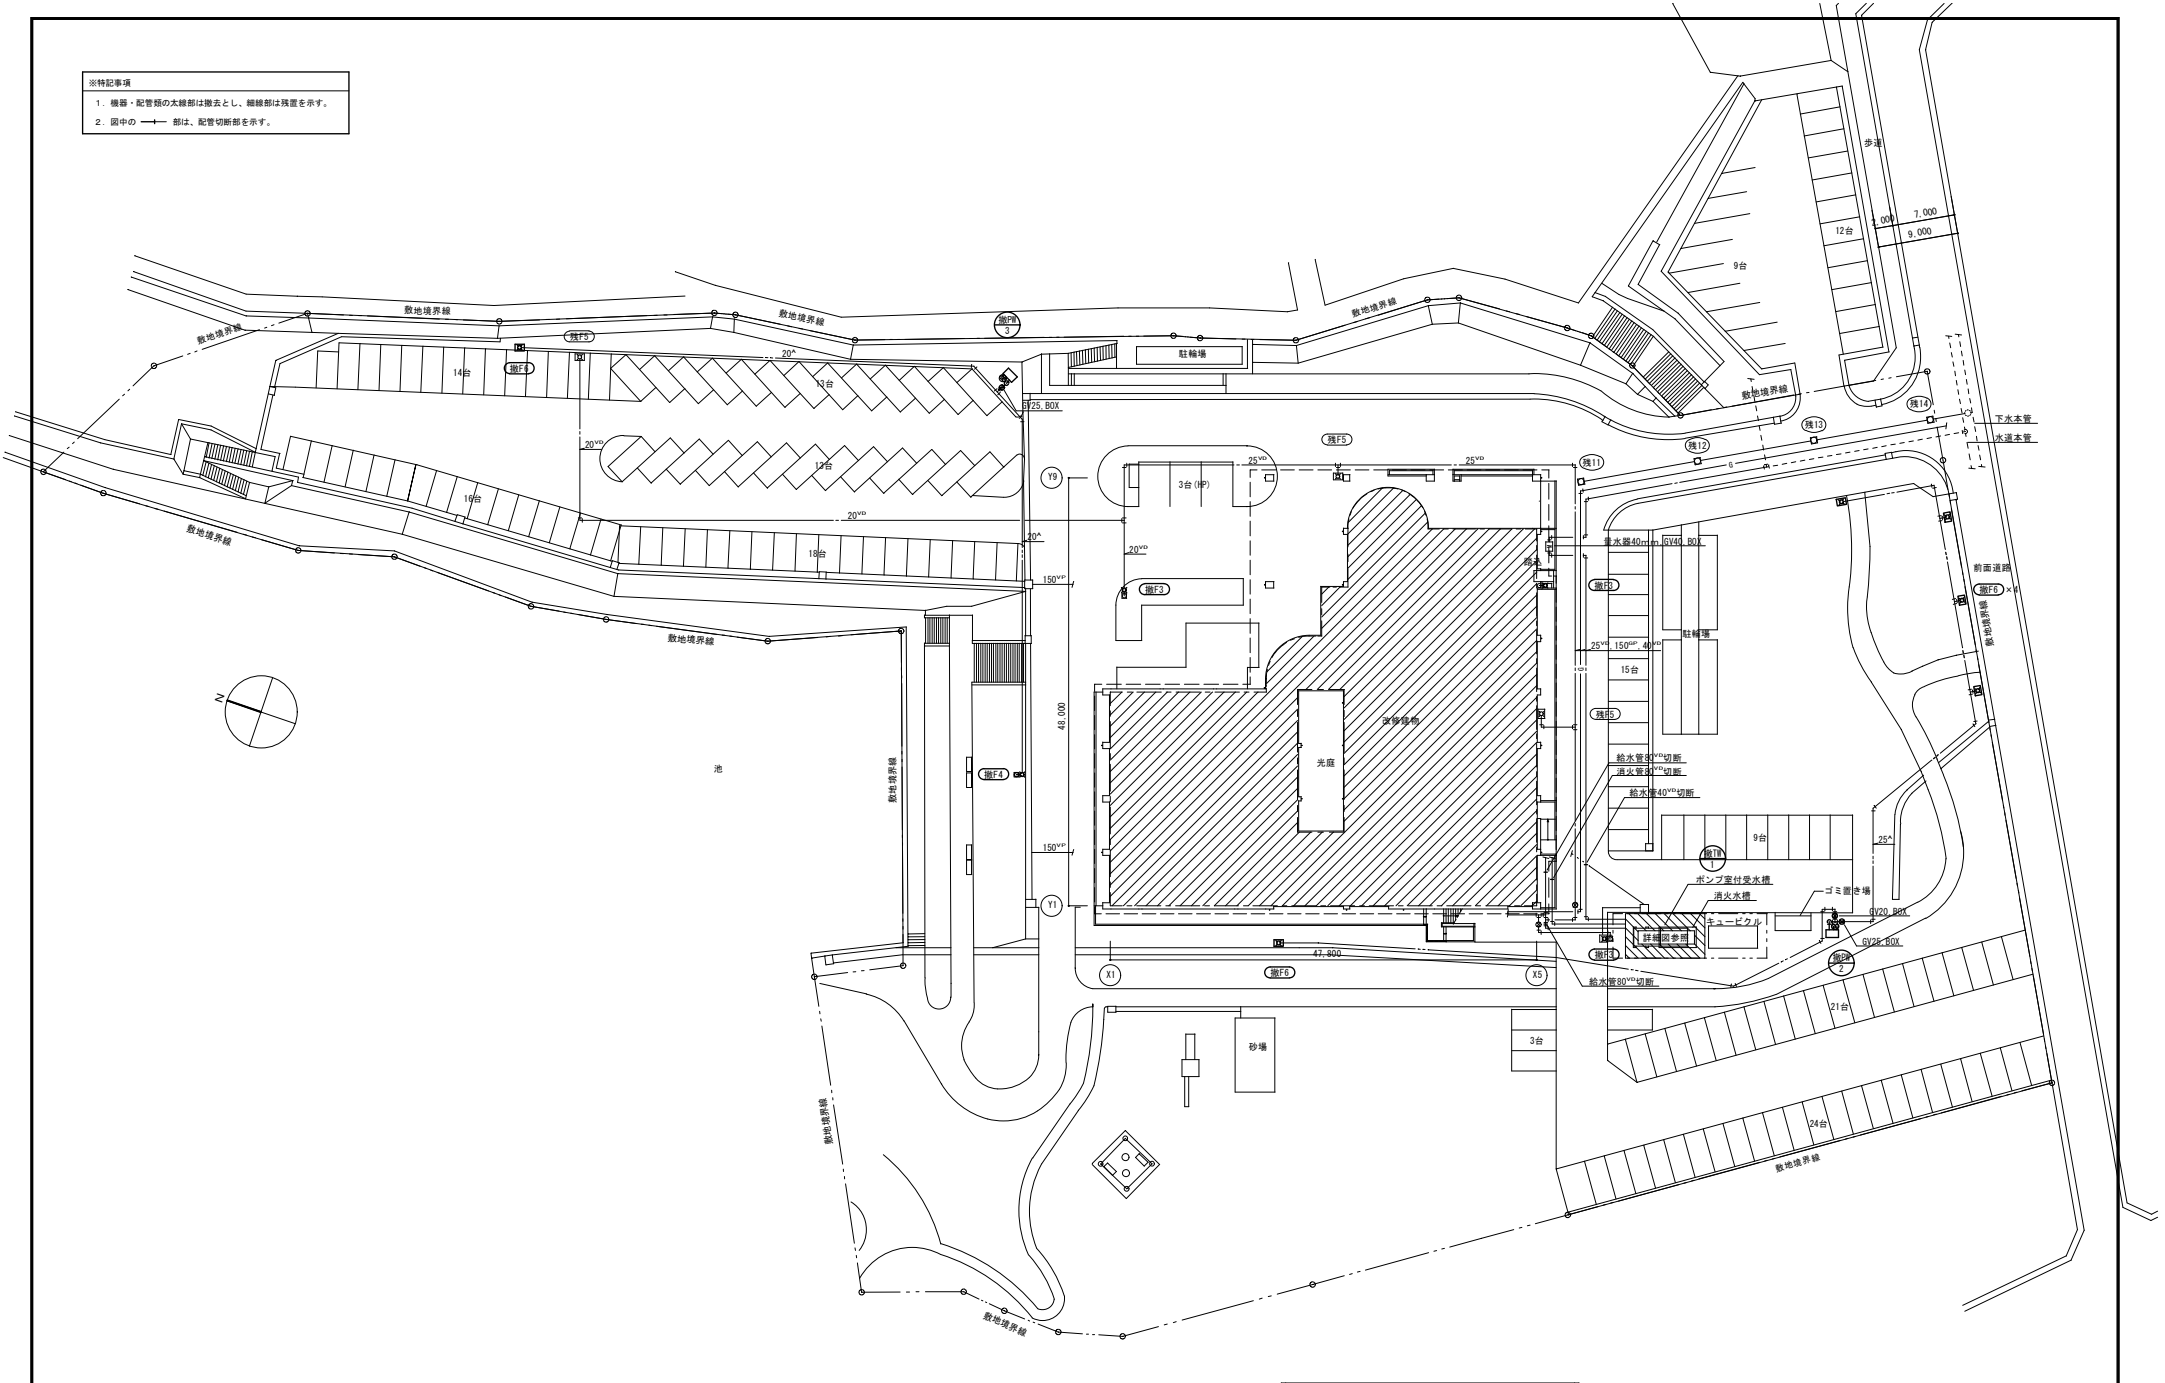 ※特記事項
1. 機器・配管類の太線部は撤去とし、細線部は残置を示す。
2. 図中の 部は、配管切断部を示す。
歩道
2,000
7,000
9,000
12台
9台
敷地境界線
敷地境界線
敷地境界線
敷地境界線
撤PW
3
残F5
駐輪場
20A
14台
撤F6
13台
GV25,BOX
敷地境界線
残14
残13
残12
下水本管
水道本管
20VD
13台
残F5
25VD
25VD
残11
G
Y9
3台(HP)
16台
敷地境界線
20VD
18台
20A
20VD
量水器40mm,GV40,BOX
踏込
前面道路
150VP
撤F3
撤F3
撤F6 ×4
敷地境界線
敷地境界線
駐輪場
25VD,150GP,40VD
15台
G
N
48,000
改修建物
残F5
池
敷地境界線
撤F4
光庭
給水管80VD切断
消火管80VD切断
給水管40VD切断
9台
25A
150VP
撤TW
1
ポンプ室付受水槽
消火水槽
ゴミ置き場
Y1
キュービクル
GV20,BOX
詳細図参照
GV25,BOX
47,800
撤F3
撤PW
2
X1
撤F6
X5
給水管80VD切断
21台
砂場
3台
敷地境界線
24台
敷地境界線
敷地境界線